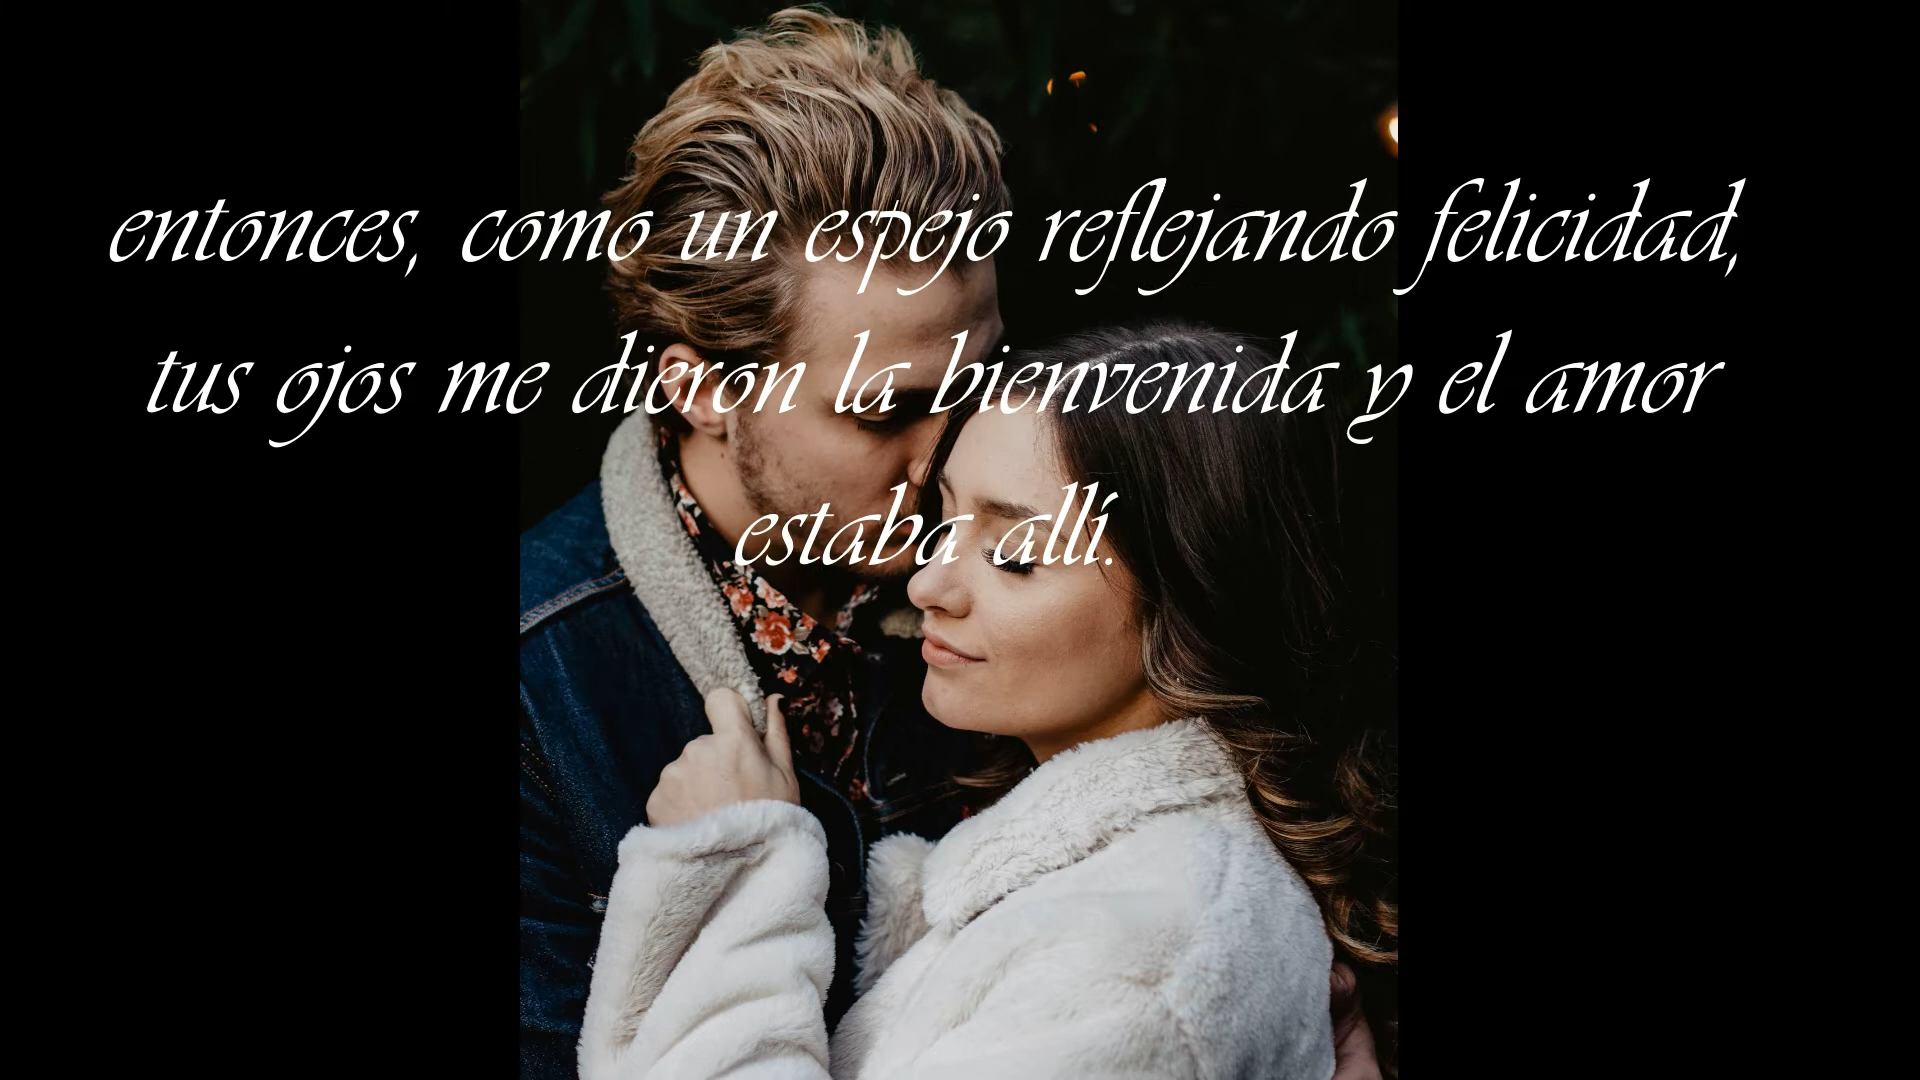 entonces, como un espejo reflejando felicidad,
tus ojos me dieron la bienvenida y el amor
estaba allí.